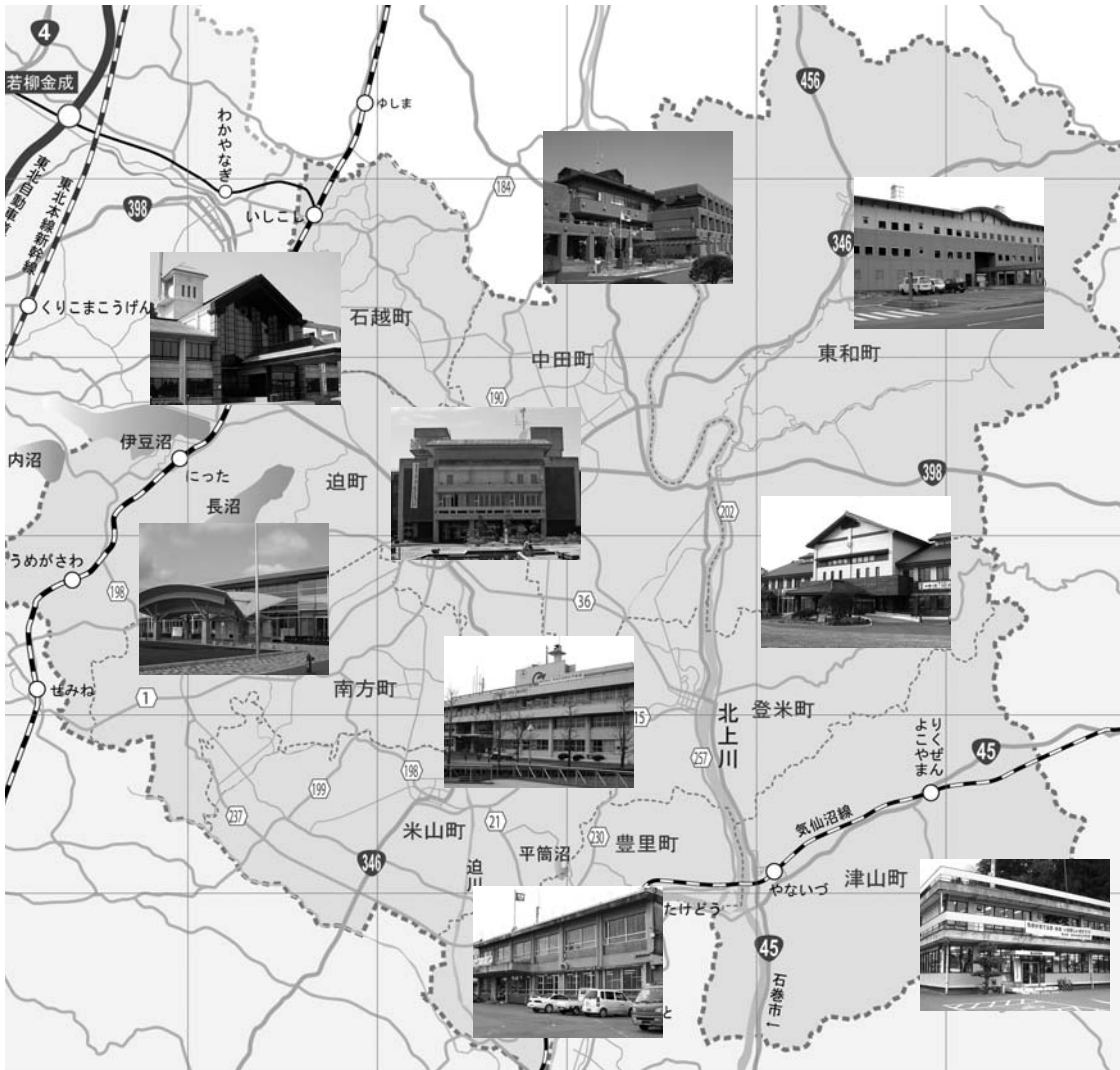 4
456
若柳金成
ゆしま
わかやなぎ
184
398
いしこし
346
東北本線新幹線
東北自動車道
くりこまこうげん
石越町
中田町
東和町
190
伊豆沼
内沼
にった
398
迫町
長沼
202
うめがさわ
198
36
南方町
ぜみね
1
15
登米町
北上川
りくぜん
よこやま
45
257
198
199
気仙沼線
237
21
230
米山町
平筒沼
豊里町
346
迫川
津山町
やないづ
たけどう
45
石巻市
と